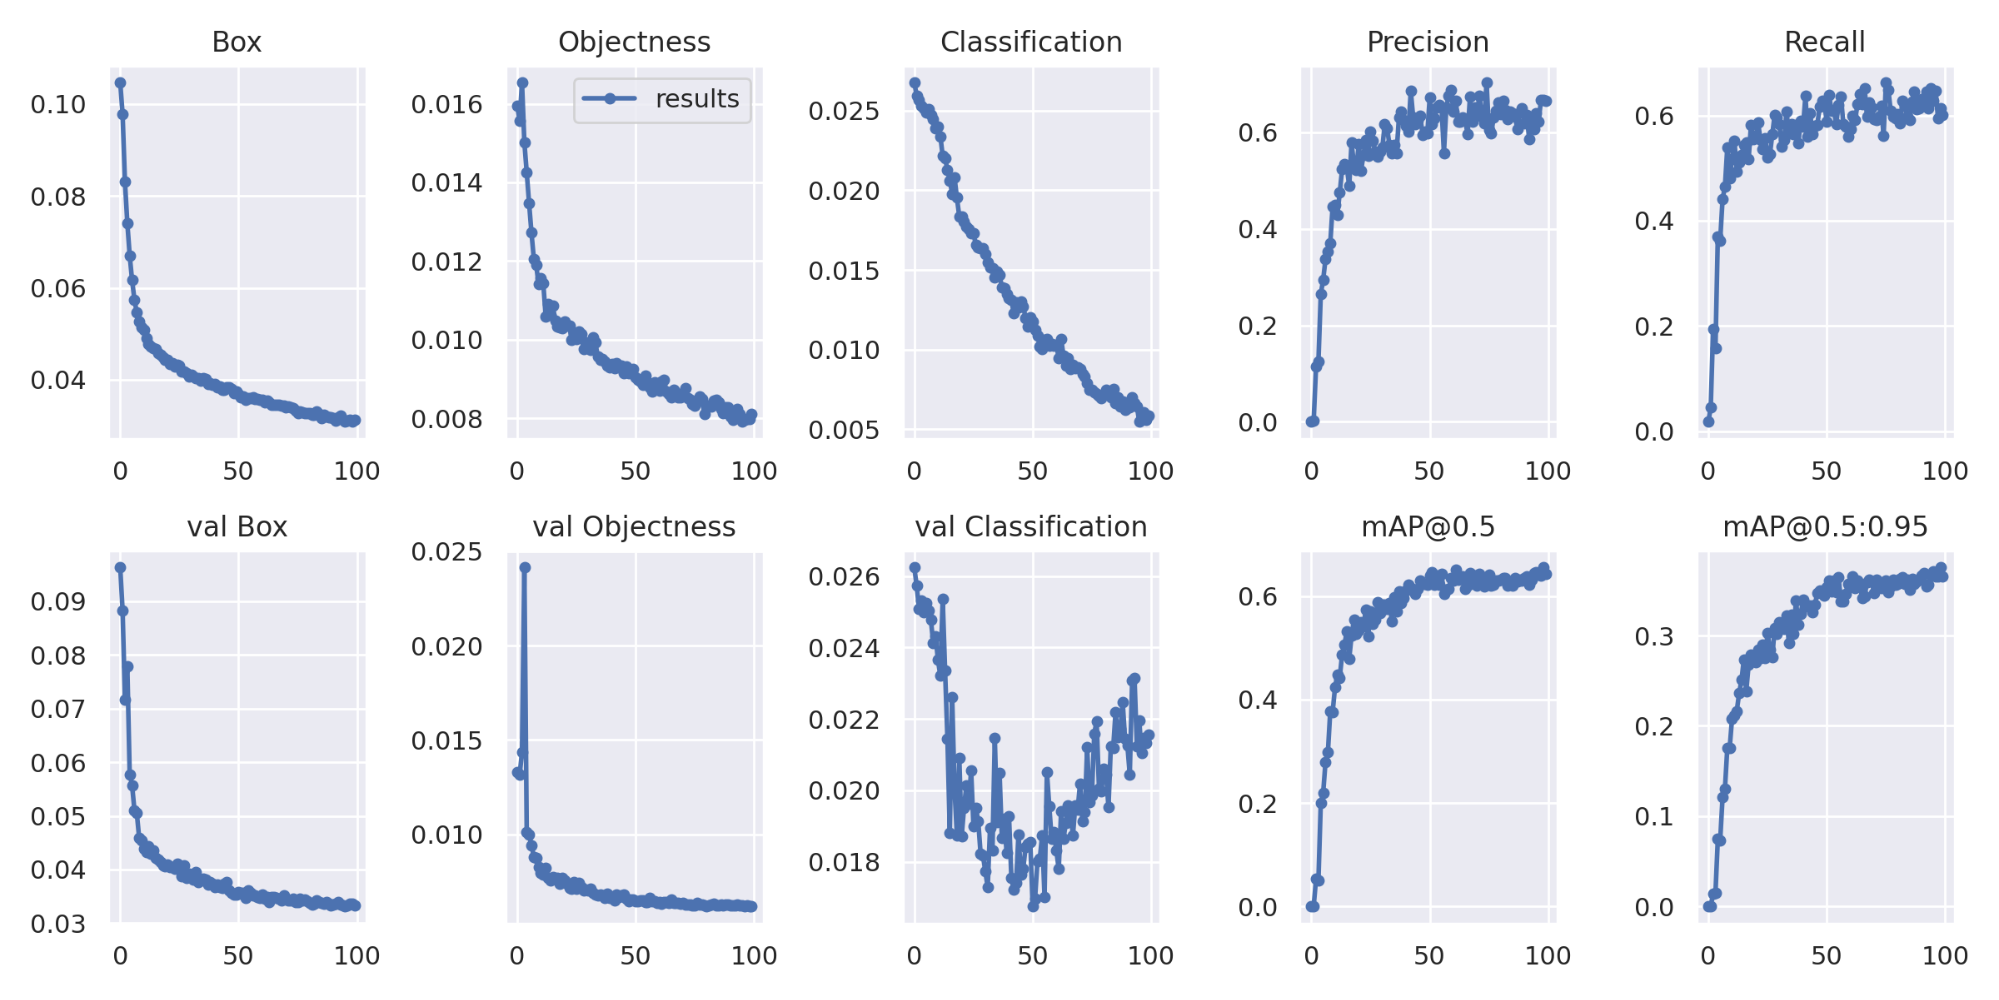 Box
Objectness
Classification
Precision
Recall
results
0.10
0.08
0.06
0.04
0 50 100
0.016
0.014
0.012
0.010
0.008
0 50 100
0.025
0.020
0.015
0.010
0.005
0 50 100
0.6
0.4
0.2
0.0
0 50 100
0.6
0.4
0.2
0.0
0 50 100
val Box
val Objectness
val Classification
mAP@0.5
mAP@0.5:0.95
0.09
0.08
0.07
0.06
0.05
0.04
0.03
0 50 100
0.025
0.020
0.015
0.010
0 50 100
0.026
0.024
0.022
0.020
0.018
0 50 100
0.6
0.4
0.2
0.0
0 50 100
0.3
0.2
0.1
0.0
0 50 100